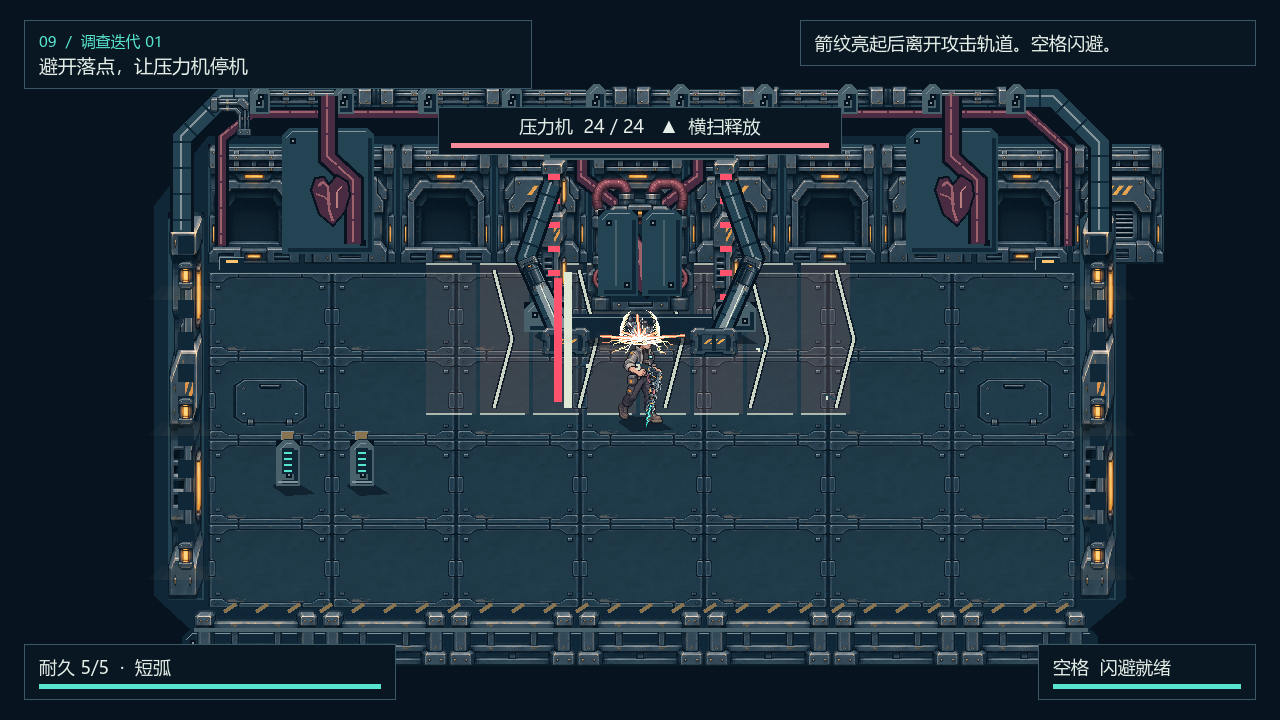 09 / 调查迭代 01
避开落点，让压力机停机
箭纹亮起后离开攻击轨道。空格闪避。
压力机 24 / 24 ▲ 横扫释放
耐久 5/5 · 短弧
空格 闪避就绪